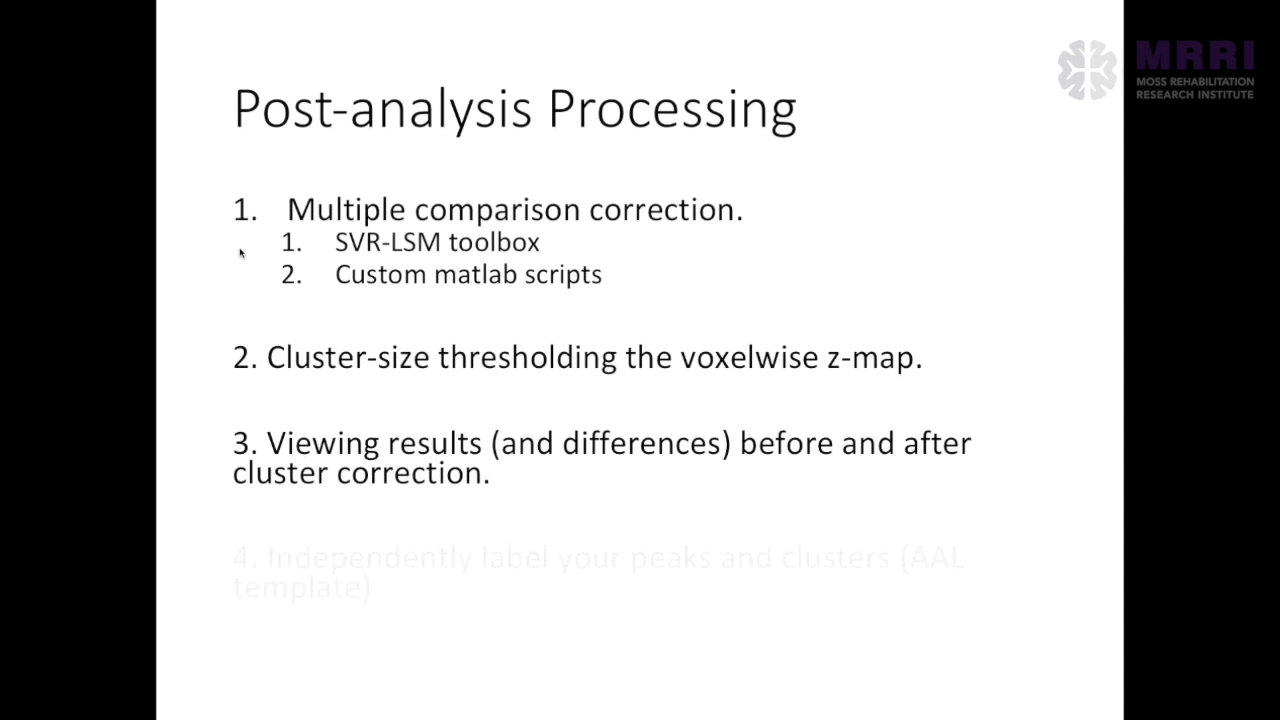 MRRI
MOSS REHABILITATION
RESEARCH INSTITUTE
Post-analysis Processing
1. Multiple comparison correction.
1. SVR-LSM toolbox
2. Custom matlab scripts
2. Cluster-size thresholding the voxelwise z-map.
3. Viewing results (and differences) before and after
cluster correction.
4. Independently label your peaks and clusters (AAL
template)